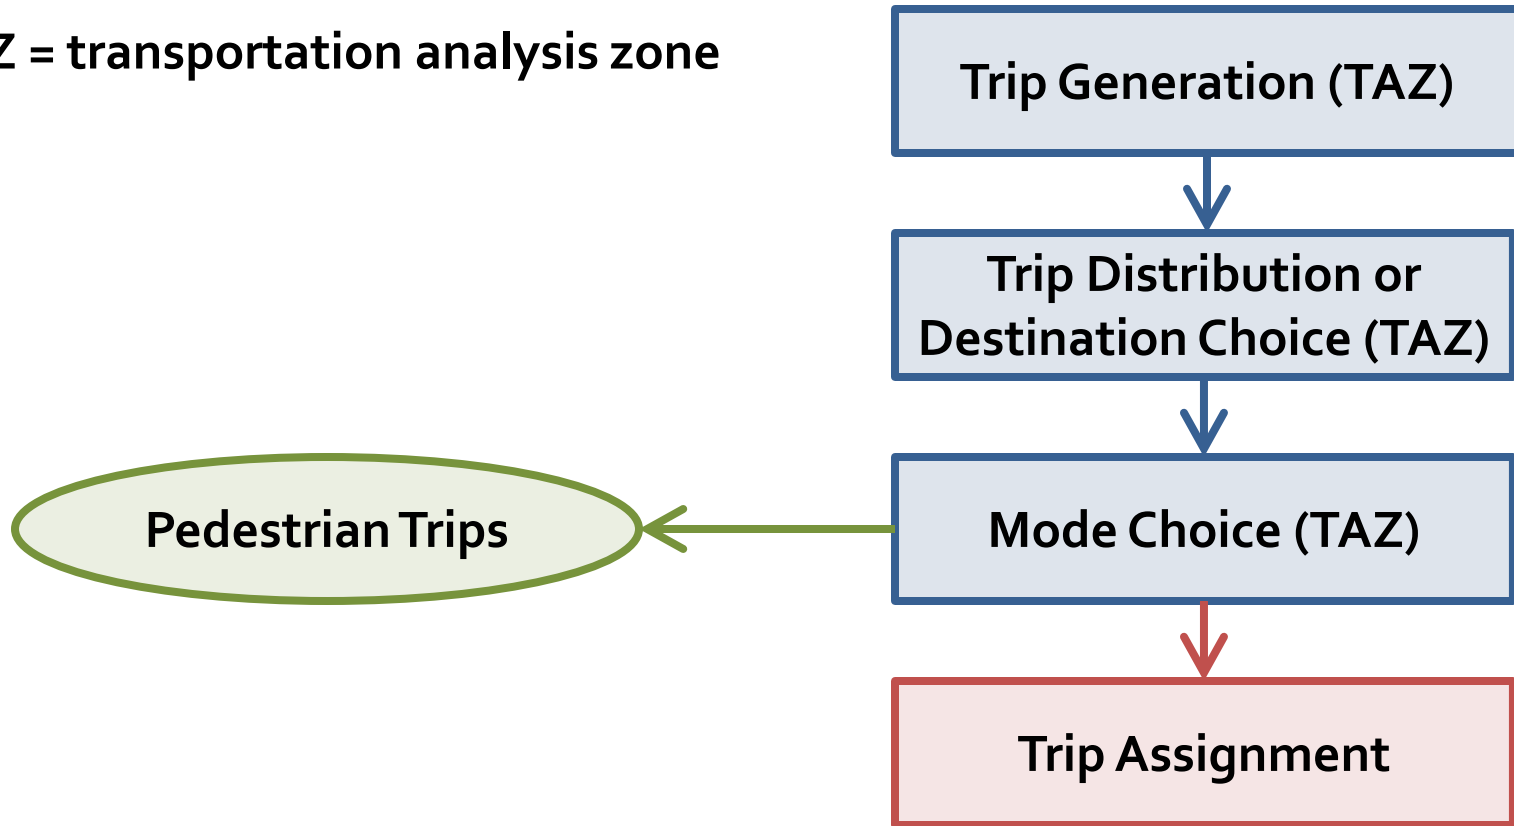 Z = transportation analysis zone
Trip Generation (TAZ)
Trip Distribution or
Destination Choice (TAZ)
Pedestrian Trips
Mode Choice (TAZ)
Trip Assignment